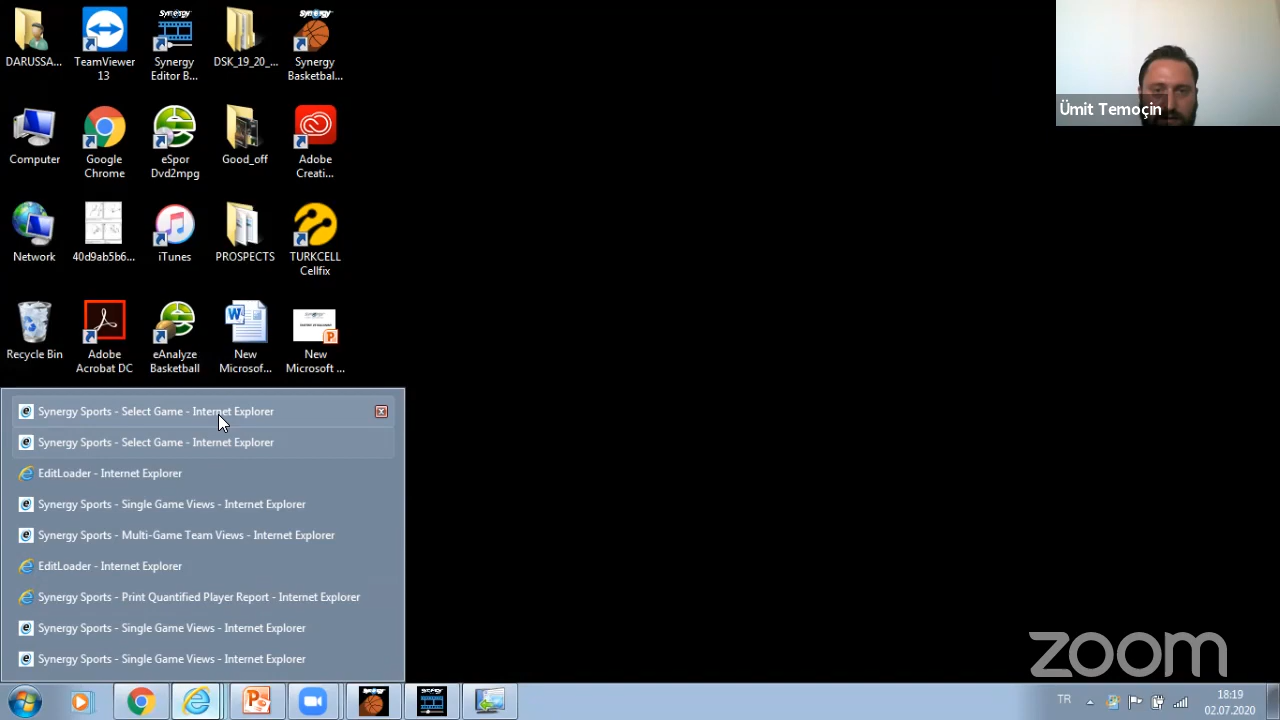 DARUSSA...
TeamViewer
13
Synergy
Editor B...
DSK_19_20_...
Synergy
Basketbal...
Ümit Temoçin
Computer
Google
Chrome
eSpor
Dvd2mpg
Good_off
Adobe
Creati...
Network
40d9ab5b6...
iTunes
PROSPECTS
TURKCELL
Cellfix
Recycle Bin
Adobe
Acrobat DC
eAnalyze
Basketball
New
Microsof...
New
Microsoft ...
Synergy Sports - Select Game - Internet Explorer
Synergy Sports - Select Game - Internet Explorer
EditLoader - Internet Explorer
Synergy Sports - Single Game Views - Internet Explorer
Synergy Sports - Multi-Game Team Views - Internet Explorer
EditLoader - Internet Explorer
Synergy Sports - Print Quantified Player Report - Internet Explorer
Synergy Sports - Single Game Views - Internet Explorer
Synergy Sports - Single Game Views - Internet Explorer
zoom
TR
18:19
02.07.2020